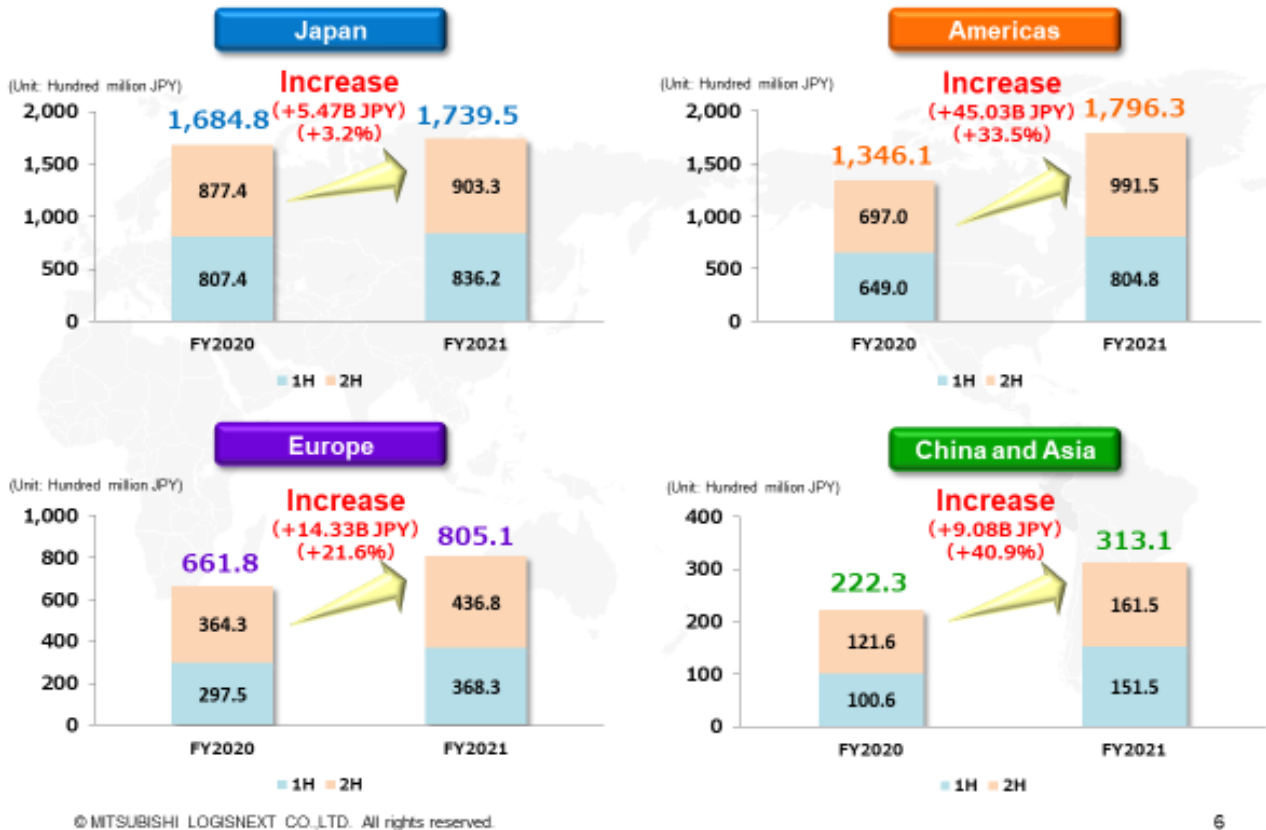 Japan
(Unit: Hundred million JPY)
Increase
(+5.47B JPY)
(+3.2%)
2,000
1,500
1,000
500
0
1,684.8
877.4
807.4
1,739.5
903.3
836.2
FY2020
FY2021
1H 2H
Americas
(Unit: Hundred million JPY)
Increase
(+45.03B JPY)
(+33.5%)
2,000
1,500
1,000
500
0
1,346.1
697.0
649.0
1,796.3
991.5
804.8
FY2020
FY2021
1H 2H
Europe
(Unit: Hundred million JPY)
Increase
(+14.33B JPY)
(+21.6%)
1,000
800
600
400
200
0
661.8
364.3
297.5
805.1
436.8
368.3
FY2020
FY2021
1H 2H
China and Asia
(Unit: Hundred million JPY)
Increase
(+9.08B JPY)
(+40.9%)
400
300
200
100
0
222.3
121.6
100.6
313.1
161.5
151.5
FY2020
FY2021
1H 2H
© MITSUBISHI LOGISNEXT CO.,LTD. All rights reserved.
6